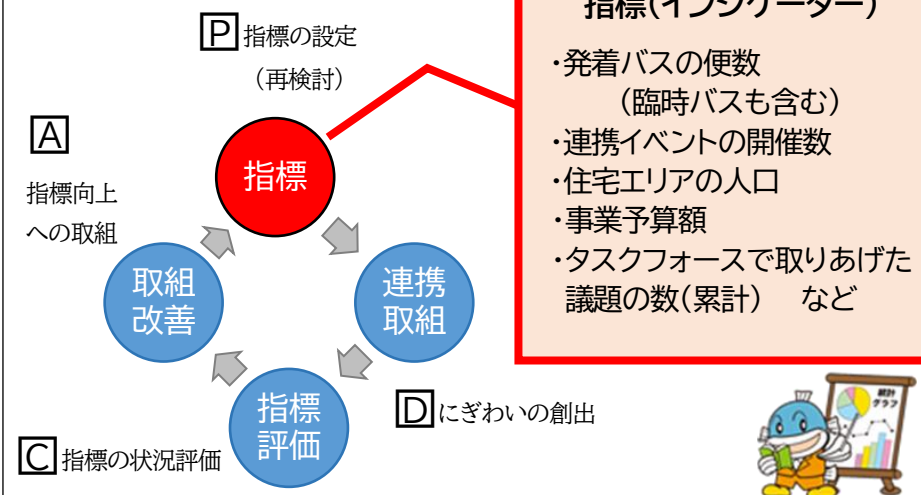 P 指標の設定
（再検討）
A
指標向上
への取組
指標
取組
改善
連携
取組
指標
評価
D にぎわいの創出
C 指標の状況評価
指標(インジケーター)
・発着バスの便数
（臨時バスも含む）
・連携イベントの開催数
・住宅エリアの人口
・事業予算額
・タスクフォースで取りあげた
議題の数(累計)　など
統計
グラフ